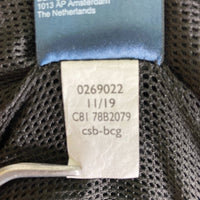 1013 AP Amsterdam
The Netherlands
0269022
11/19
CB1 78B2079
csb-bcg